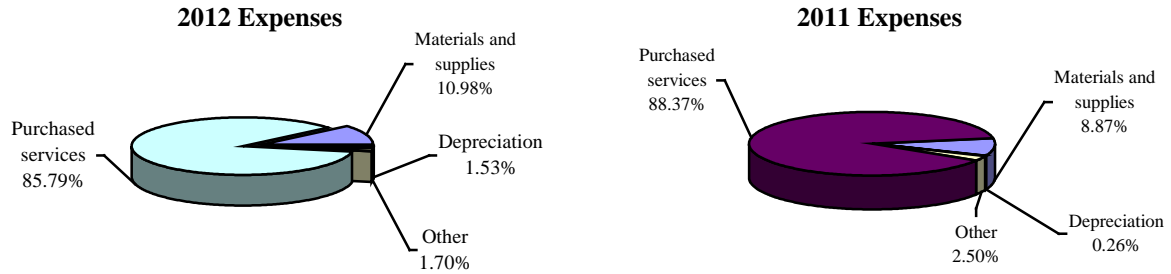 2012 Expenses
Materials and
supplies
10.98%
Purchased
services
85.79%
Depreciation
1.53%
Other
1.70%
2011 Expenses
Purchased
services
88.37%
Materials and
supplies
8.87%
Depreciation
0.26%
Other
2.50%